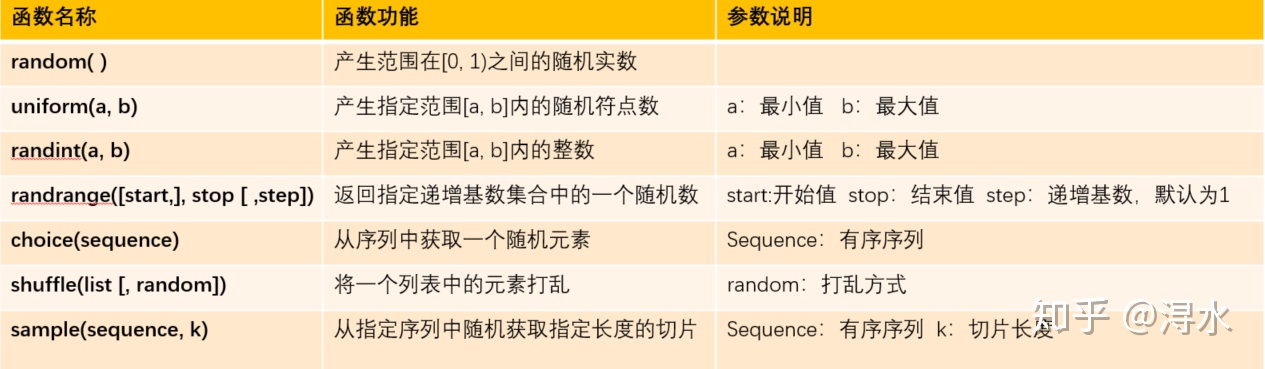 函数名称 函数功能 参数说明
random( ) 产生范围在[0, 1)之间的随机实数
uniform(a, b) 产生指定范围[a, b]内的随机符点数 a：最小值 b：最大值
randint(a, b) 产生指定范围[a, b]内的整数 a：最小值 b：最大值
randrange([start,], stop [ ,step]) 返回指定递增基数集合中的一个随机数 start:开始值 stop：结束值 step：递增基数，默认为1
choice(sequence) 从序列中获取一个随机元素 Sequence：有序序列
shuffle(list [, random]) 将一个列表中的元素打乱 random：打乱方式
sample(sequence, k) 从指定序列中随机获取指定长度的切片 Sequence：有序序列 k：切片长度
知乎 @浔水